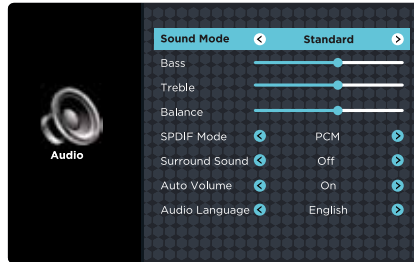 Audio
Sound Mode Standard
Bass
Treble
Balance
SPDIF Mode PCM
Surround Sound Off
Auto Volume On
Audio Language English